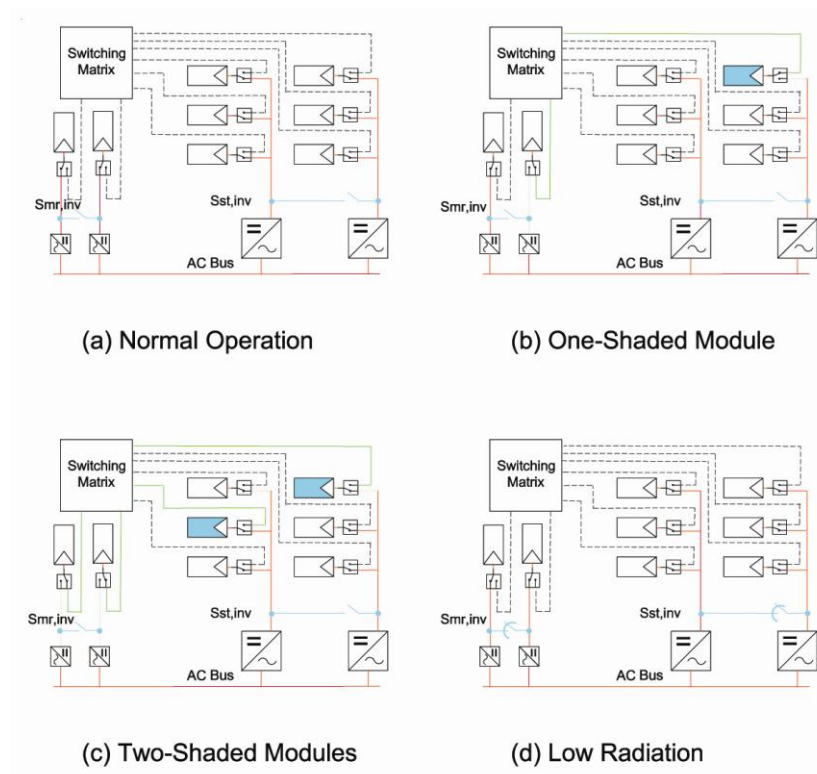 Switching
Matrix
Smr,inv
Sst,inv
AC Bus
(a) Normal Operation
Switching
Matrix
Smr,inv
Sst,inv
AC Bus
(b) One-Shaded Module
Switching
Matrix
Smr,inv
Sst,inv
AC Bus
(c) Two-Shaded Modules
Switching
Matrix
Smr,inv
Sst,inv
AC Bus
(d) Low Radiation